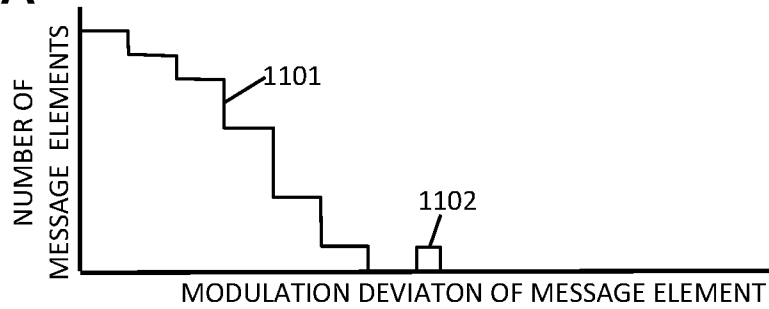 NUMBER OF
MESSAGE ELEMENTS
1101
1102
MODULATION DEVIATON OF MESSAGE ELEMENT